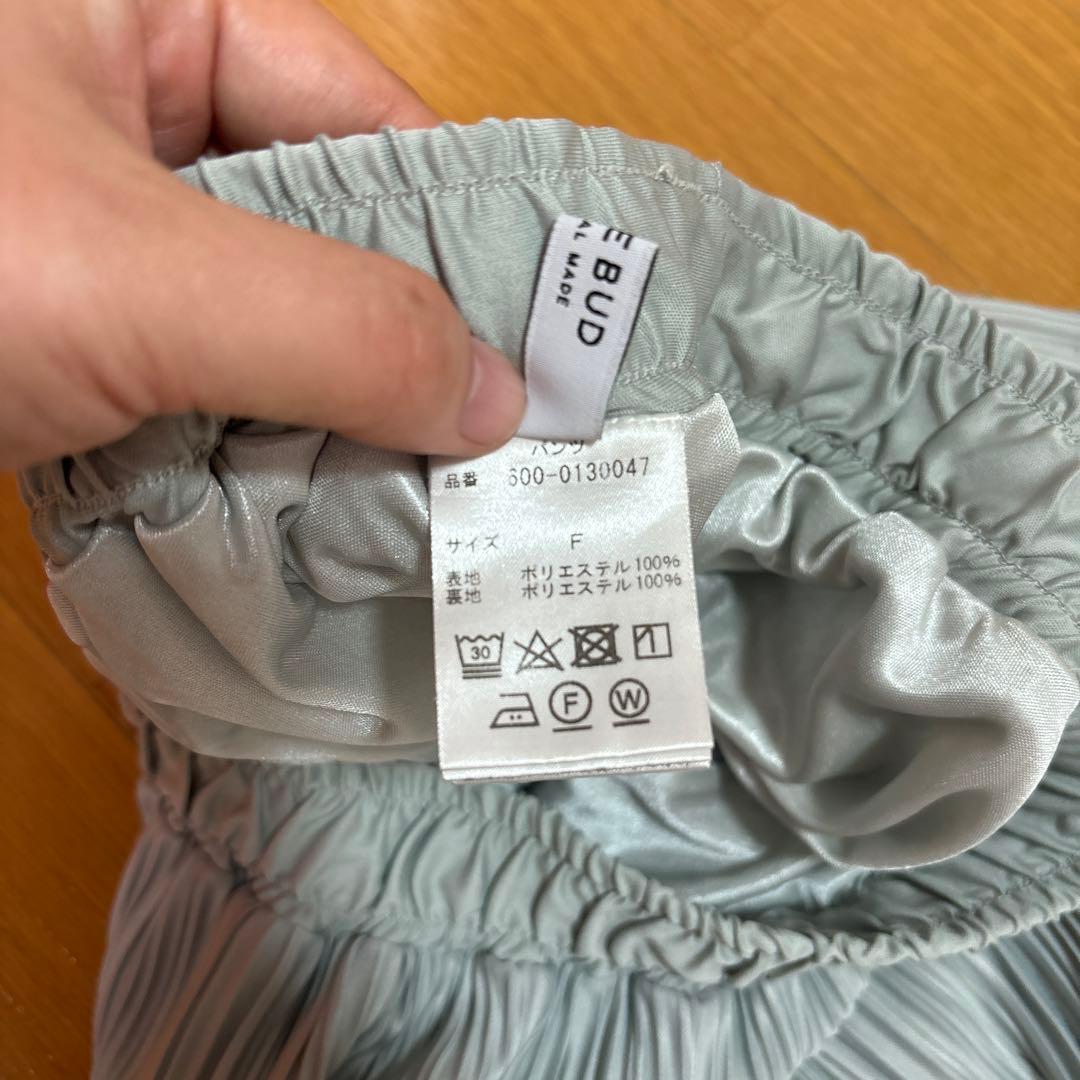 E BUD
AL MADE
パンツ
品番 600-0130047
サイズ F
表地 ポリエステル100%
裏地 ポリエステル100%
30
F W